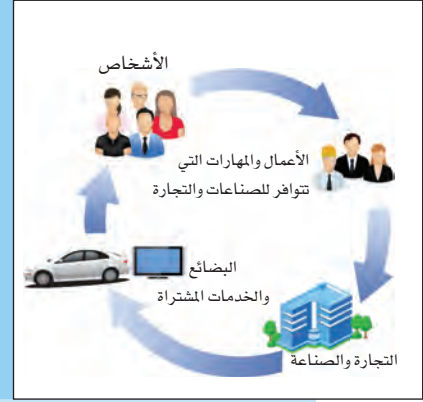 الأشخاص
الأعمال والمهارات التي
تتوافر للصناعات والتجارة
البضائع
والخدمات المشتراة
التجارة والصناعة